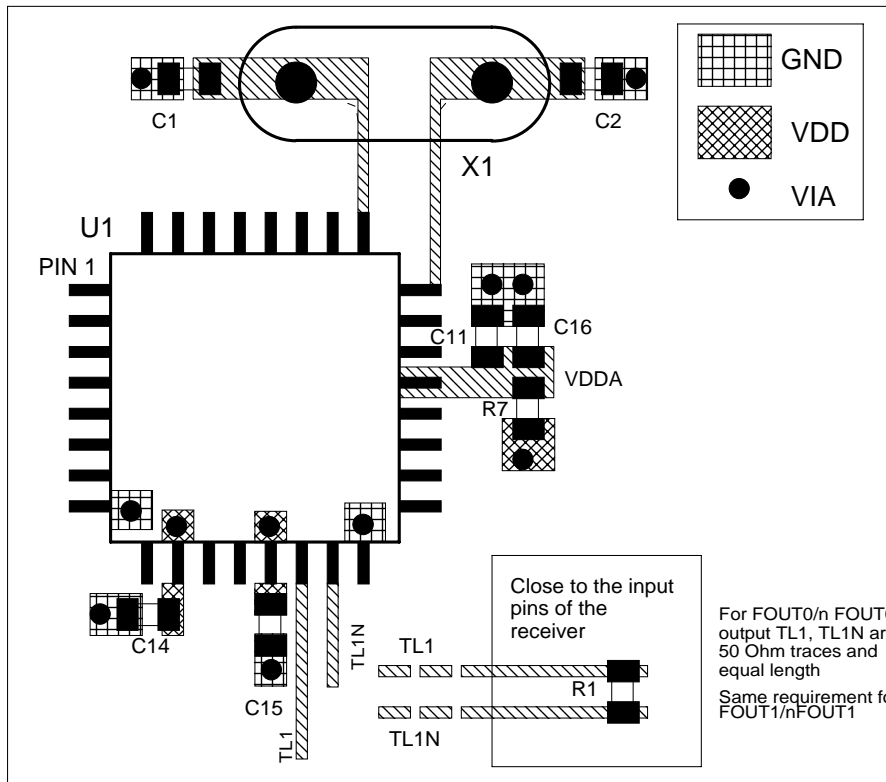 GND
VDD
VIA
C1
C2
X1
U1
PIN 1
C11
C16
VDDA
R7
C14
C15
TL1
TL1N
Close to the input
pins of the
receiver
TL1
R1
TL1N
For FOUT0/n
output TL1, TL1N
50 Ohm traces and
equal length
Same requirement
FOUT1/nFOUT1